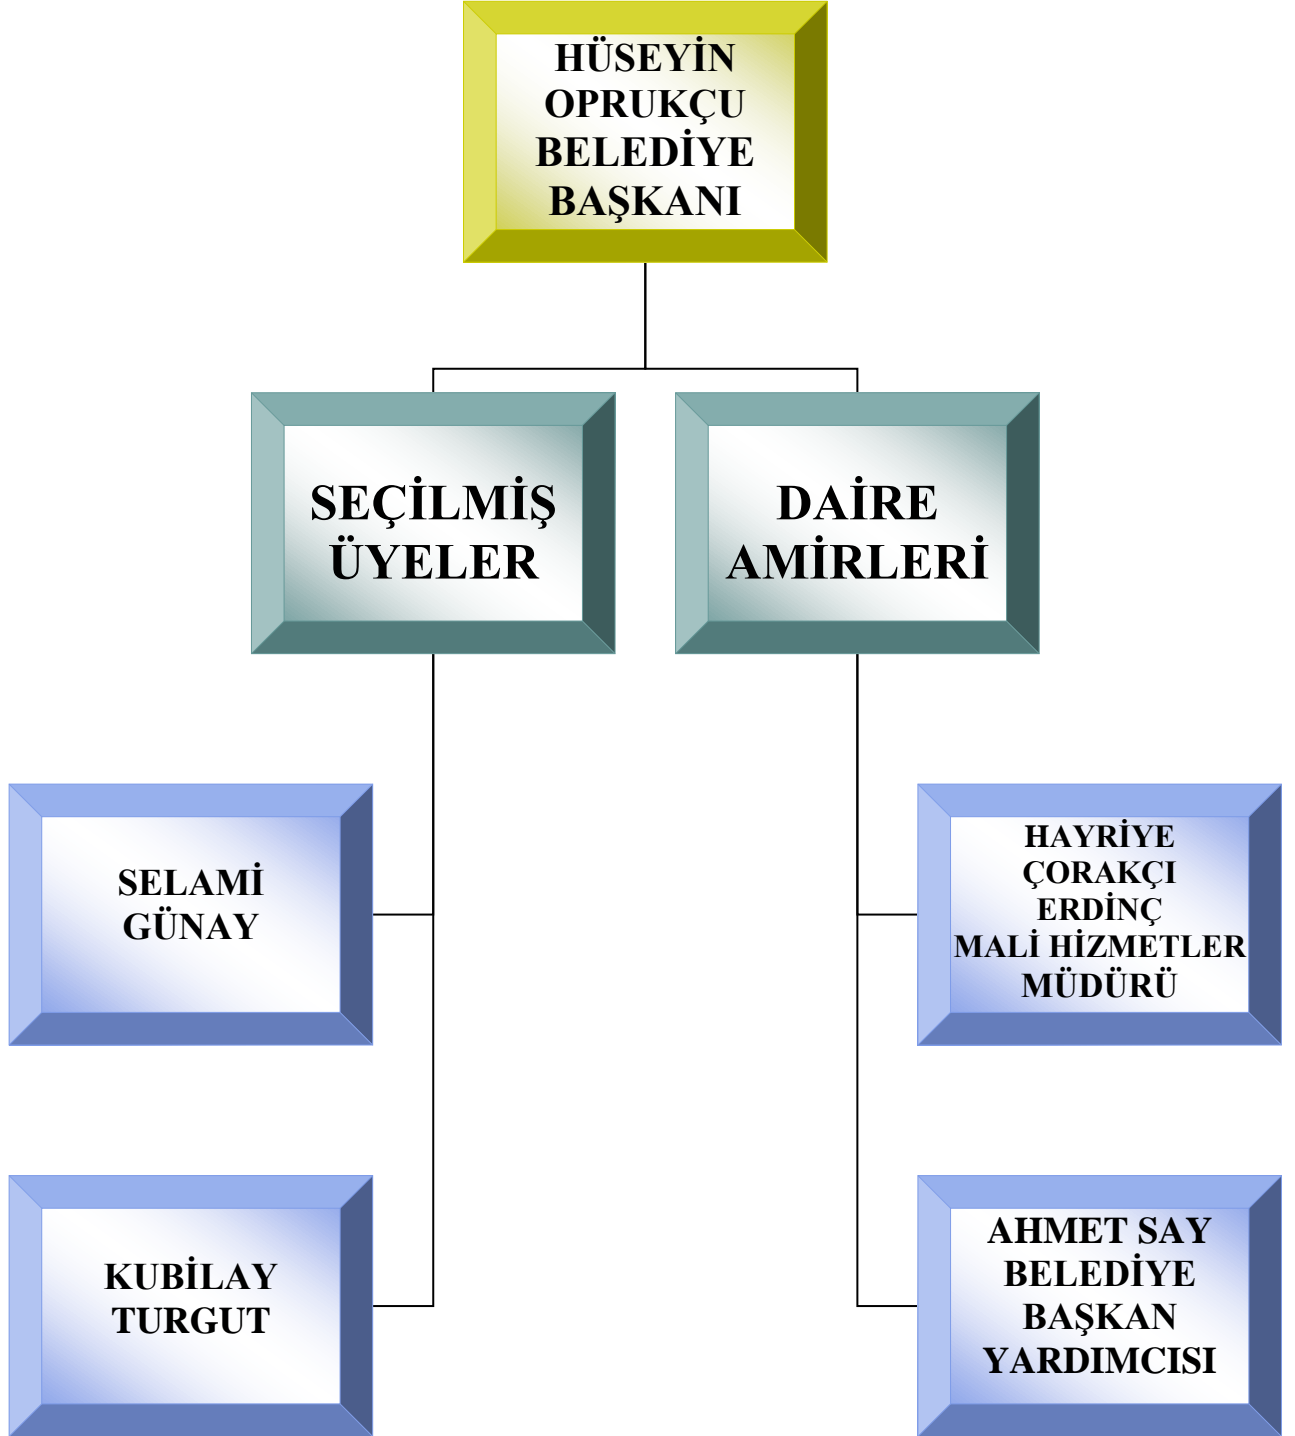 HÜSEYİN
OPRUKÇU
BELEDİYE
BAŞKANI
SEÇİLMİŞ
ÜYELER
DAİRE
AMİRLERİ
SELAMİ
GÜNAY
HAYRİYE
ÇORAKÇI
ERDİNÇ
MALİ HİZMETLER
MÜDÜRÜ
KUBİLAY
TURGUT
AHMET SAY
BELEDİYE
BAŞKAN
YARDIMCISI